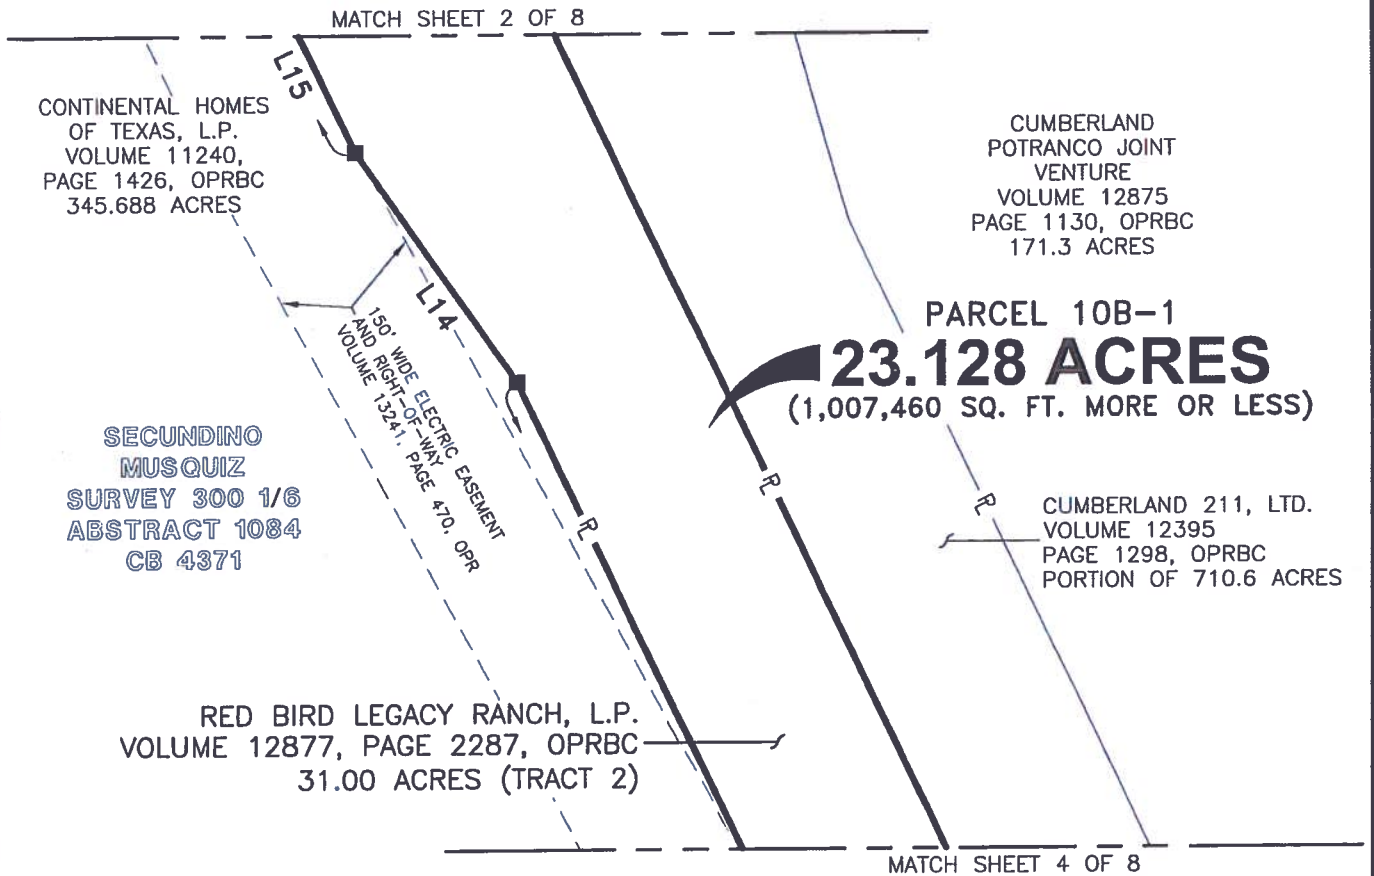 MATCH SHEET 2 OF 8
L15
CONTINENTAL HOMES
OF TEXAS, L.P.
VOLUME 11240,
PAGE 1426, OPRBC
345.688 ACRES
CUMBERLAND
POTRANCO JOINT
VENTURE
VOLUME 12875
PAGE 1130, OPRBC
171.3 ACRES
L14
150' WIDE ELECTRIC EASEMENT
AND RIGHT-OF-WAY
VOLUME 13241, PAGE 470, OPR
PARCEL 10B-1
23.128 ACRES
(1,007,460 SQ. FT. MORE OR LESS)
SECUNDINO
MUSQUIZ
SURVEY 300 1/6
ABSTRACT 1084
CB 4371
PL
PL
PL
CUMBERLAND 211, LTD.
VOLUME 12395
PAGE 1298, OPRBC
PORTION OF 710.6 ACRES
RED BIRD LEGACY RANCH, L.P.
VOLUME 12877, PAGE 2287, OPRBC
31.00 ACRES (TRACT 2)
MATCH SHEET 4 OF 8